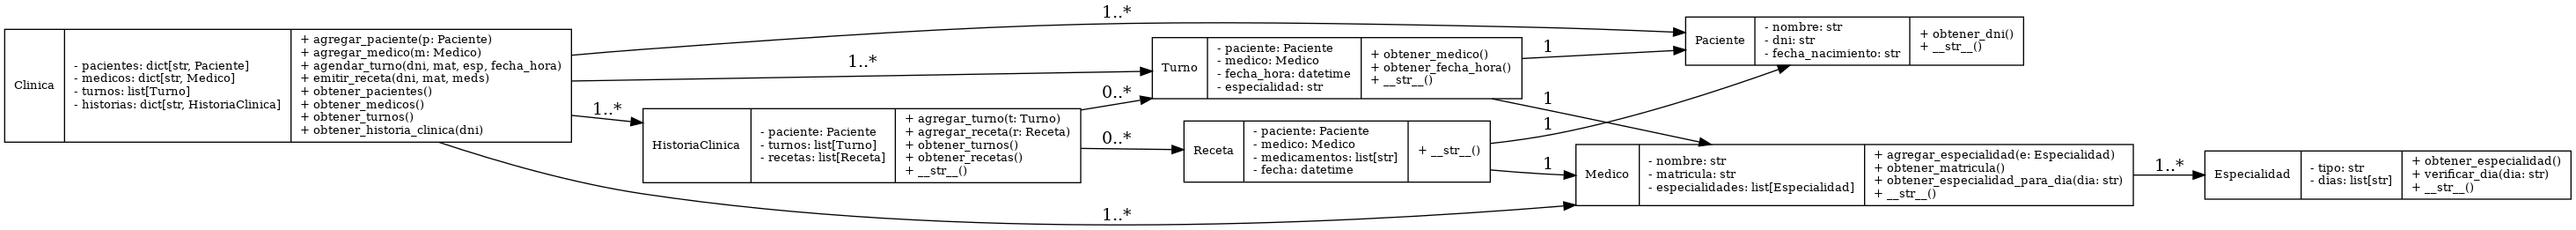 Clinica
- pacientes: dict[str, Paciente]
- medicos: dict[str, Medico]
- turnos: list[Turno]
- historias: dict[str, HistoriaClinica]
+ agregar_paciente(p: Paciente)
+ agregar_medico(m: Medico)
+ agendar_turno(dni, mat, esp, fecha_hora)
+ emitir_receta(dni, mat, meds)
+ obtener_pacientes()
+ obtener_medicos()
+ obtener_turnos()
+ obtener_historia_clinica(dni)
1..*
1..*
1..*
1..*
HistoriaClinica
- paciente: Paciente
- turnos: list[Turno]
- recetas: list[Receta]
+ agregar_turno(t: Turno)
+ agregar_receta(r: Receta)
+ obtener_turnos()
+ obtener_recetas()
+ __str__()
0..*
0..*
Turno
- paciente: Paciente
- medico: Medico
- fecha_hora: datetime
- especialidad: str
+ obtener_medico()
+ obtener_fecha_hora()
+ __str__()
1
1
Receta
- paciente: Paciente
- medico: Medico
- medicamentos: list[str]
- fecha: datetime
+ __str__()
1
1
Paciente
- nombre: str
- dni: str
- fecha_nacimiento: str
+ obtener_dni()
+ __str__()
Medico
- nombre: str
- matricula: str
- especialidades: list[Especialidad]
+ agregar_especialidad(e: Especialidad)
+ obtener_matricula()
+ obtener_especialidad_para_dia(dia: str)
+ __str__()
1..*
Especialidad
- tipo: str
- dias: list[str]
+ obtener_especialidad()
+ verificar_dia(dia: str)
+ __str__()